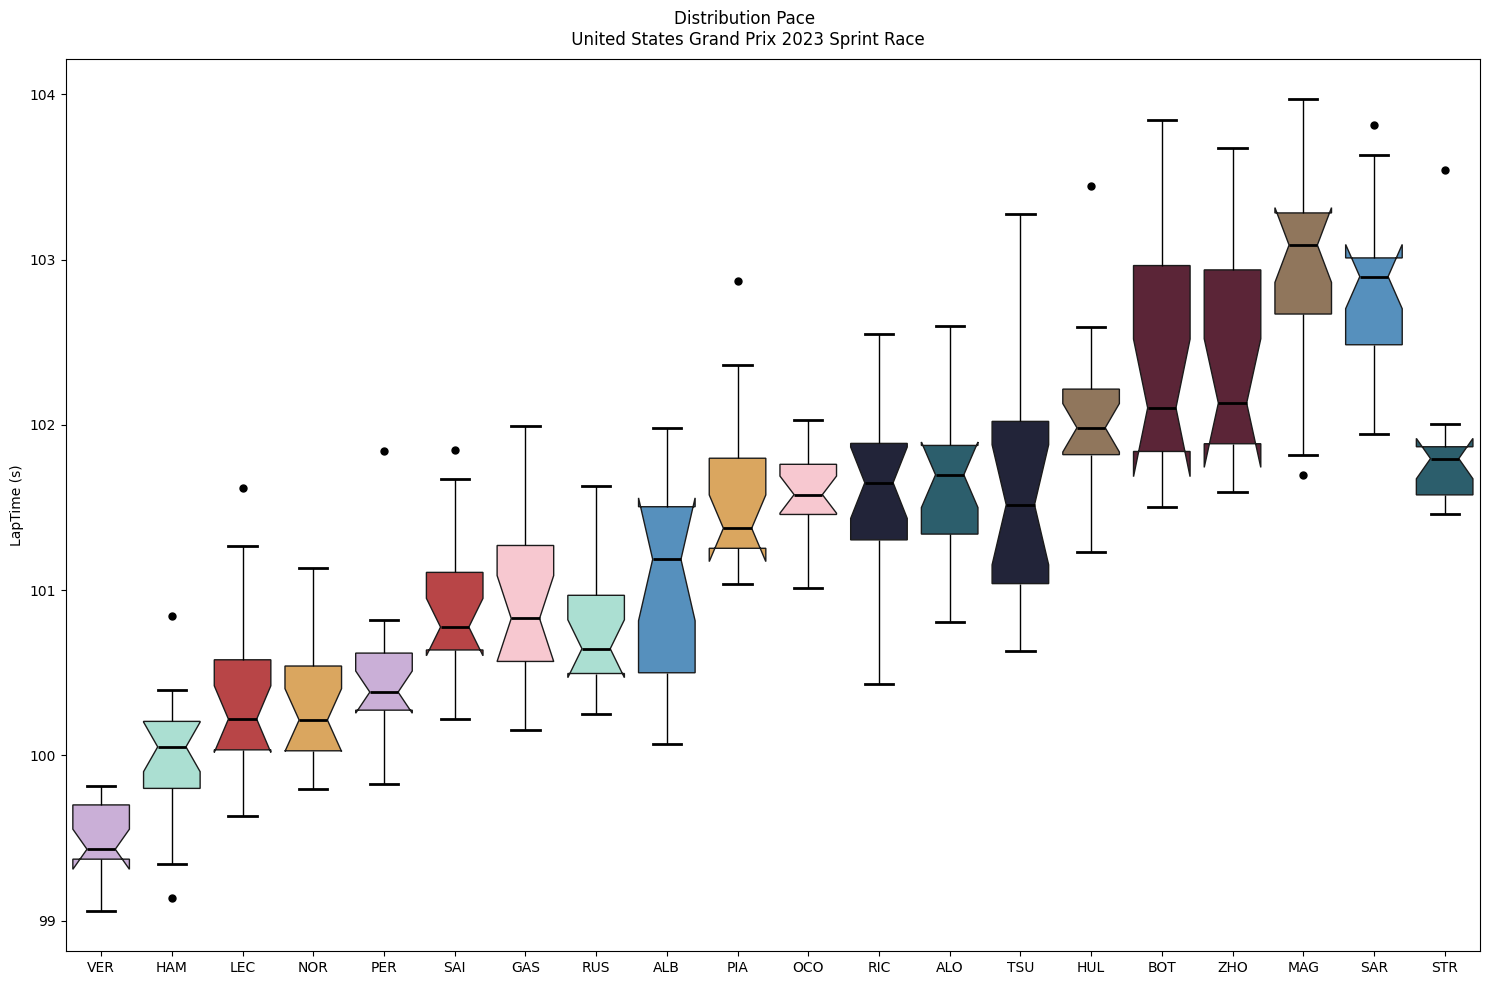 Distribution Pace
United States Grand Prix 2023 Sprint Race
LapTime (s)
104
103
102
101
100
99
VER HAM LEC NOR PER SAI GAS RUS ALB PIA OCO RIC ALO TSU HUL BOT ZHO MAG SAR STR